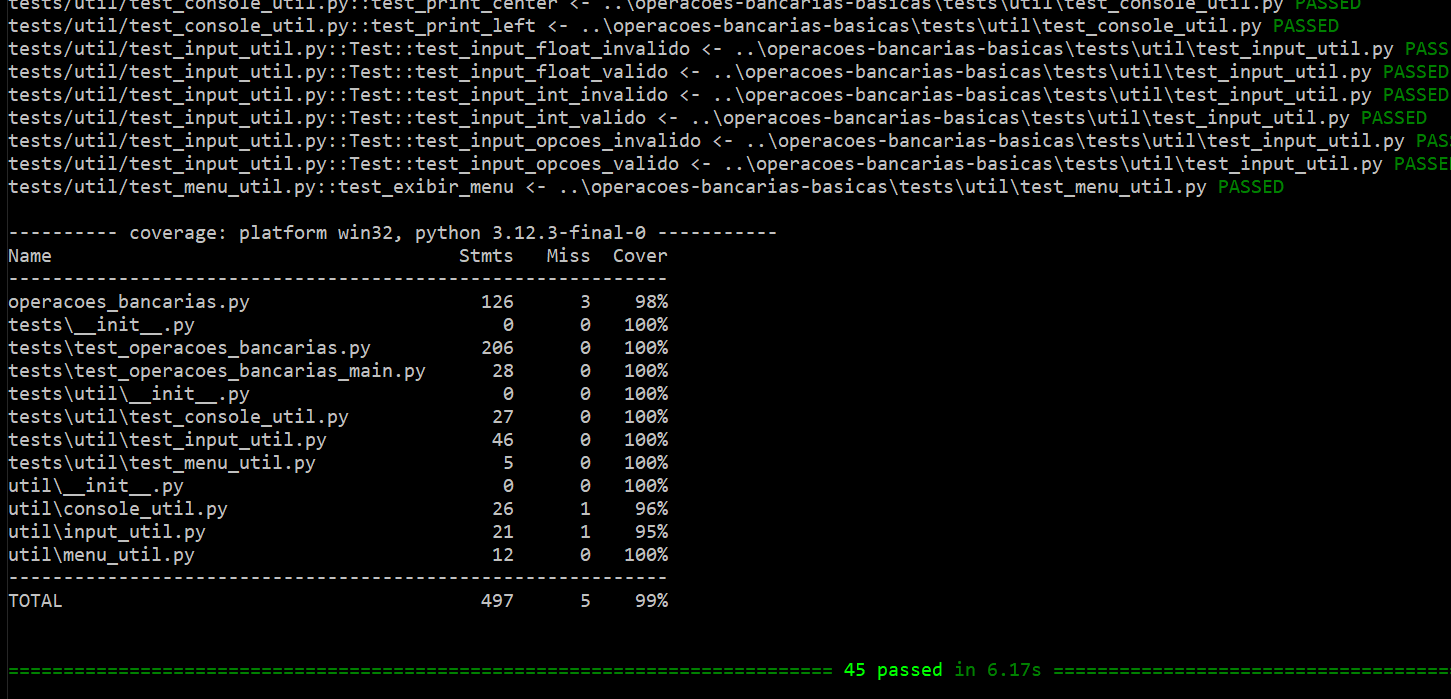 tests/util/test_console_util.py::test_print_center <- ..\operacoes-bancarias-basicas\tests\util\test_console_util.py PASSED
tests/util/test_console_util.py::test_print_left <- ..\operacoes-bancarias-basicas\tests\util\test_console_util.py PASSED
tests/util/test_input_util.py::Test::test_input_float_invalido <- ..\operacoes-bancarias-basicas\tests\util\test_input_util.py PASS
tests/util/test_input_util.py::Test::test_input_float_valido <- ..\operacoes-bancarias-basicas\tests\util\test_input_util.py PASSED
tests/util/test_input_util.py::Test::test_input_int_invalido <- ..\operacoes-bancarias-basicas\tests\util\test_input_util.py PASSED
tests/util/test_input_util.py::Test::test_input_int_valido <- ..\operacoes-bancarias-basicas\tests\util\test_input_util.py PASSED
tests/util/test_input_util.py::Test::test_input_opcoes_invalido <- ..\operacoes-bancarias-basicas\tests\util\test_input_util.py PAS
tests/util/test_input_util.py::Test::test_input_opcoes_valido <- ..\operacoes-bancarias-basicas\tests\util\test_input_util.py PASSE
tests/util/test_menu_util.py::test_exibir_menu <- ..\operacoes-bancarias-basicas\tests\util\test_menu_util.py PASSED
---------- coverage: platform win32, python 3.12.3-final-0 -----------
Name                                     Stmts   Miss  Cover
------------------------------------------------------------
operacoes_bancarias.py                     126      3    98%
tests\__init__.py                            0      0   100%
tests\test_operacoes_bancarias.py          206      0   100%
tests\test_operacoes_bancarias_main.py      28      0   100%
tests\util\__init__.py                       0      0   100%
tests\util\test_console_util.py             27      0   100%
tests\util\test_input_util.py               46      0   100%
tests\util\test_menu_util.py                 5      0   100%
util\__init__.py                             0      0   100%
util\console_util.py                        26      1    96%
util\input_util.py                          21      1    95%
util\menu_util.py                           12      0   100%
------------------------------------------------------------
TOTAL                                      497      5    99%
=========================================================================== 45 passed in 6.17s ====================================